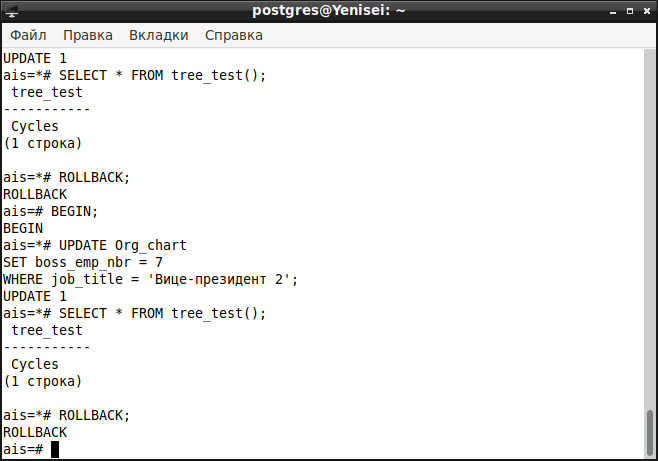 postgres@Yenisei: ~
Файл Правка Вкладки Справка
UPDATE 1
ais=*# SELECT * FROM tree_test();
 tree_test
-----------
 Cycles
(1 строка)

ais=*# ROLLBACK;
ROLLBACK
ais=# BEGIN;
BEGIN
ais=*# UPDATE Org_chart
SET boss_emp_nbr = 7
WHERE job_title = 'Вице-президент 2';
UPDATE 1
ais=*# SELECT * FROM tree_test();
 tree_test
-----------
 Cycles
(1 строка)

ais=*# ROLLBACK;
ROLLBACK
ais=#